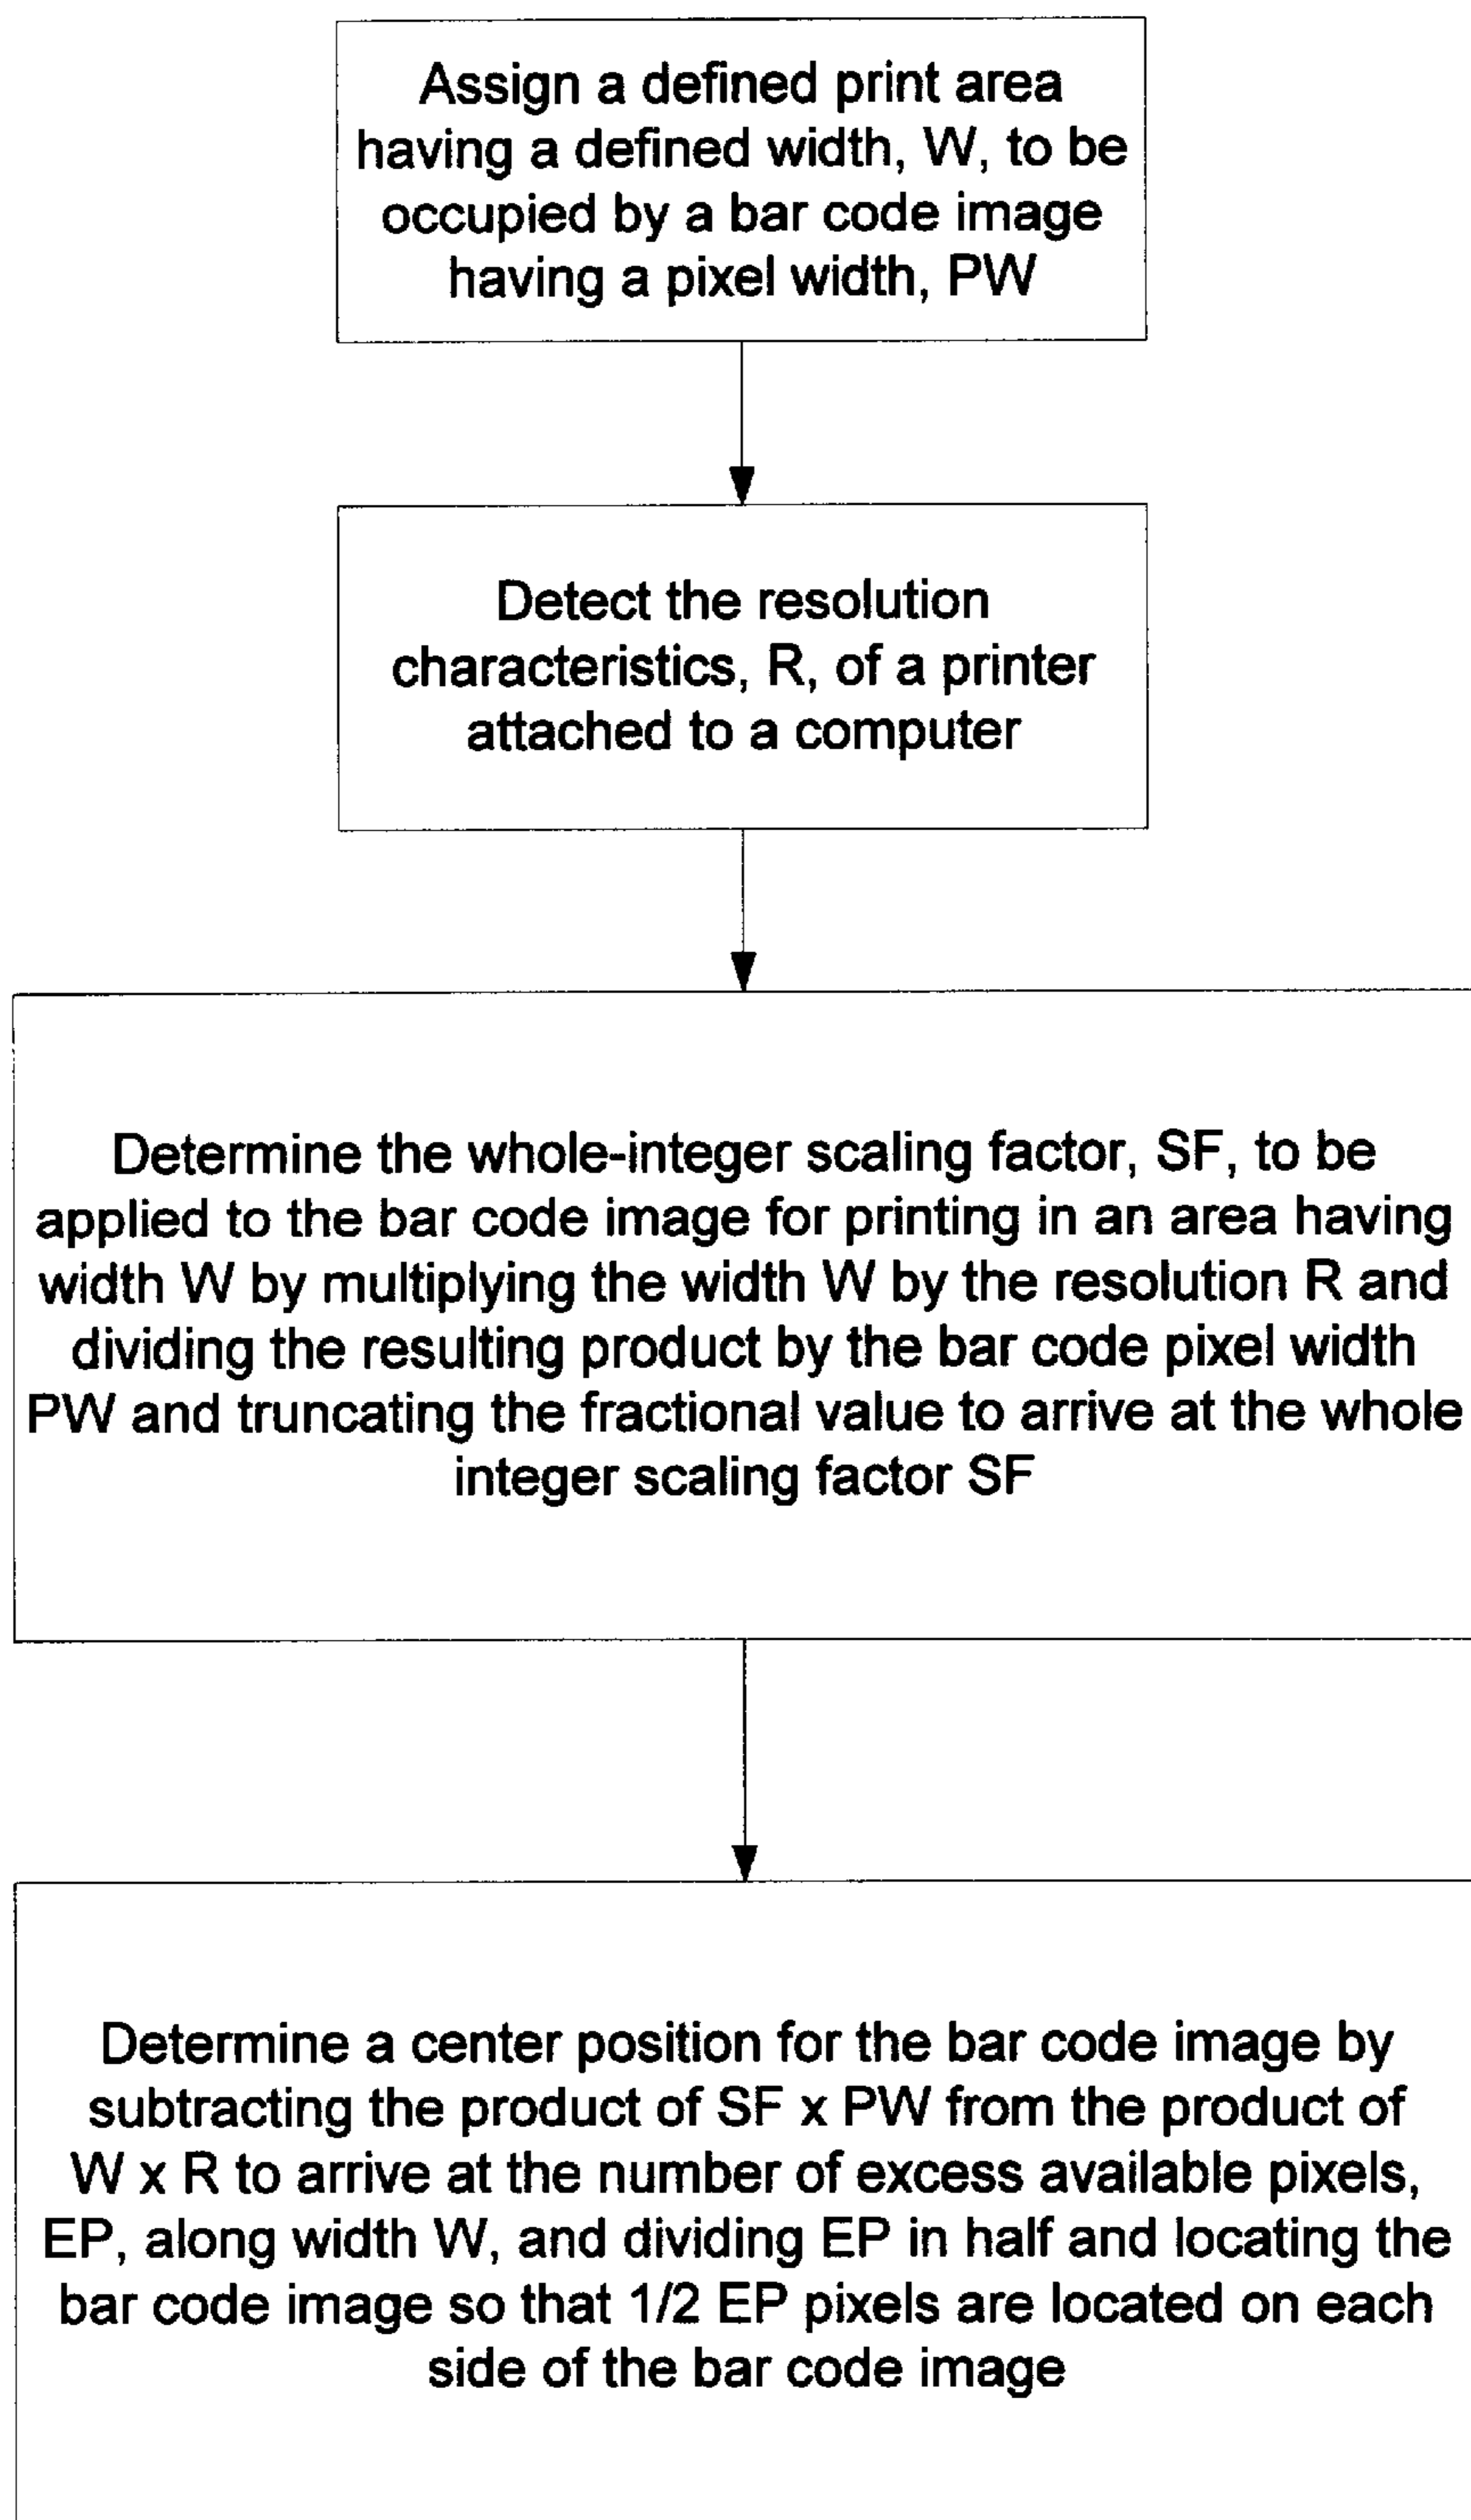 Assign a defined print area
having a defined width, W, to be
occupied by a bar code image
having a pixel width, PW
Detect the resolution
characteristics, R, of a printer
attached to a computer
Determine the whole-integer scaling factor, SF, to be
applied to the bar code image for printing in an area having
width W by multiplying the width W by the resolution R and
dividing the resulting product by the bar code pixel width
PW and truncating the fractional value to arrive at the whole
integer scaling factor SF
Determine a center position for the bar code image by
subtracting the product of SF x PW from the product of
W x R to arrive at the number of excess available pixels,
EP, along width W, and dividing EP in half and locating the
bar code image so that 1/2 EP pixels are located on each
side of the bar code image